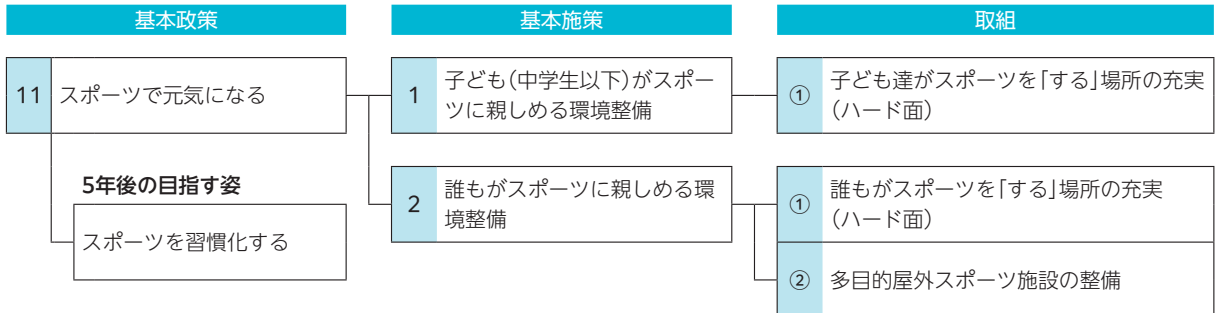 基本政策
基本施策
取組
11 スポーツで元気になる
1 子ども(中学生以下)がスポー
ツに親しめる環境整備
① 子ども達がスポーツを「する」場所の充実
(ハード面)
5年後の目指す姿
スポーツを習慣化する
2 誰もがスポーツに親しめる環
境整備
① 誰もがスポーツを「する」場所の充実
(ハード面)
② 多目的屋外スポーツ施設の整備